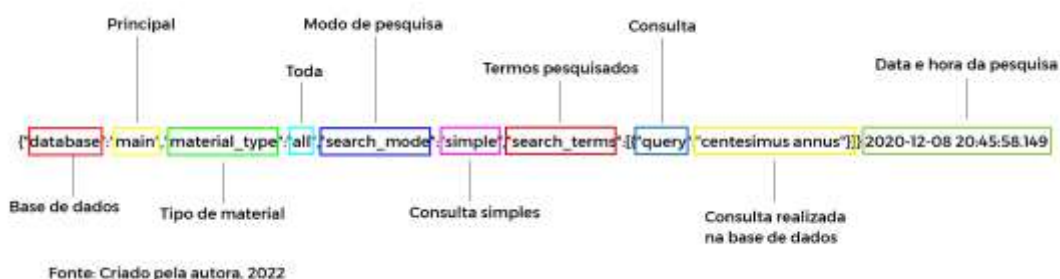 Principal
Modo de pesquisa
Consulta
Toda
Termos pesquisados
Data e hora da pesquisa
{"database":"main","material_type":"all","search_mode":"simple","search_terms":[{"query":"centesimus annus"}]} 2020-12-08 20:45:58.149
Base de dados
Tipo de material
Consulta simples
Consulta realizada
na base de dados
Fonte: Criado pela autora, 2022